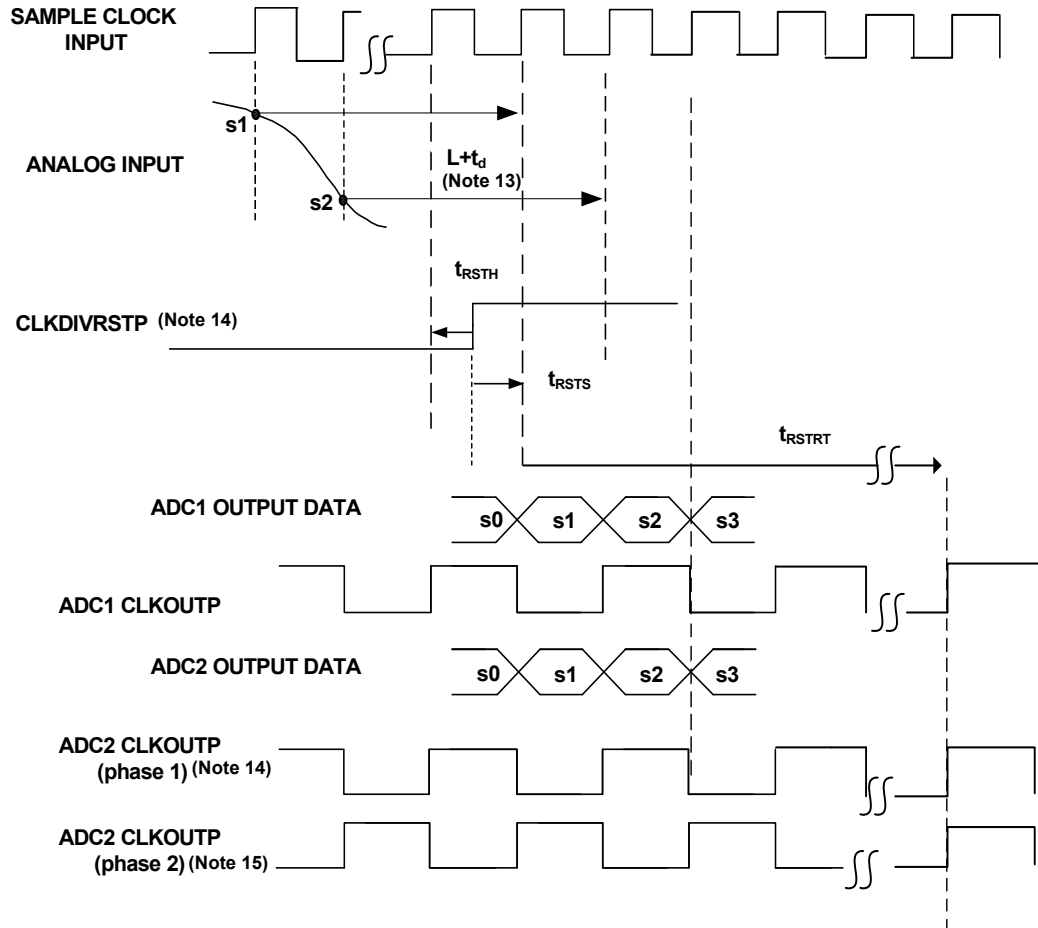 SAMPLE CLOCK
INPUT
s1
ANALOG INPUT
L+td
(Note 13)
s2
tRSTH
CLKDIVRSTP (Note 14)
tRSTS
tRSTRT
ADC1 OUTPUT DATA
s0 s1 s2 s3
ADC1 CLKOUTP
ADC2 OUTPUT DATA
s0 s1 s2 s3
ADC2 CLKOUTP
(phase 1) (Note 14)
ADC2 CLKOUTP
(phase 2) (Note 15)